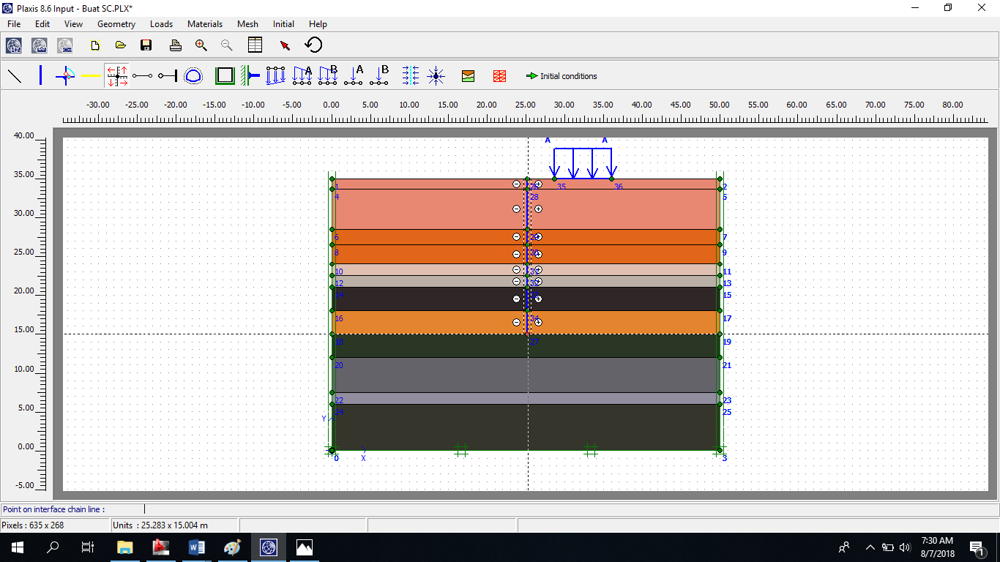 Plaxis 8.6 Input - Buat SC.PLX*
File Edit View Geometry Loads Materials Mesh Initial Help
A B A B Initial conditions
-30.00 -25.00 -20.00 -15.00 -10.00 -5.00 0.00 5.00 10.00 15.00 20.00 25.00 30.00 35.00 40.00 45.00 50.00 55.00 60.00 65.00 70.00 75.00 80.00
40.00
A A
35.00
1 35 36 2
4 28 5
30.00
6 7
25.00
8 9
10 11
12 13
20.00
14 15
16 34 17
15.00
18 27 19
10.00
20 21
5.00
22 23
24 25
Y
0.00
0 X 3
-5.00
Point on interface chain line :
Pixels : 635 x 268 Units : 25.283 x 15.004 m
7:30 AM
8/7/2018
1